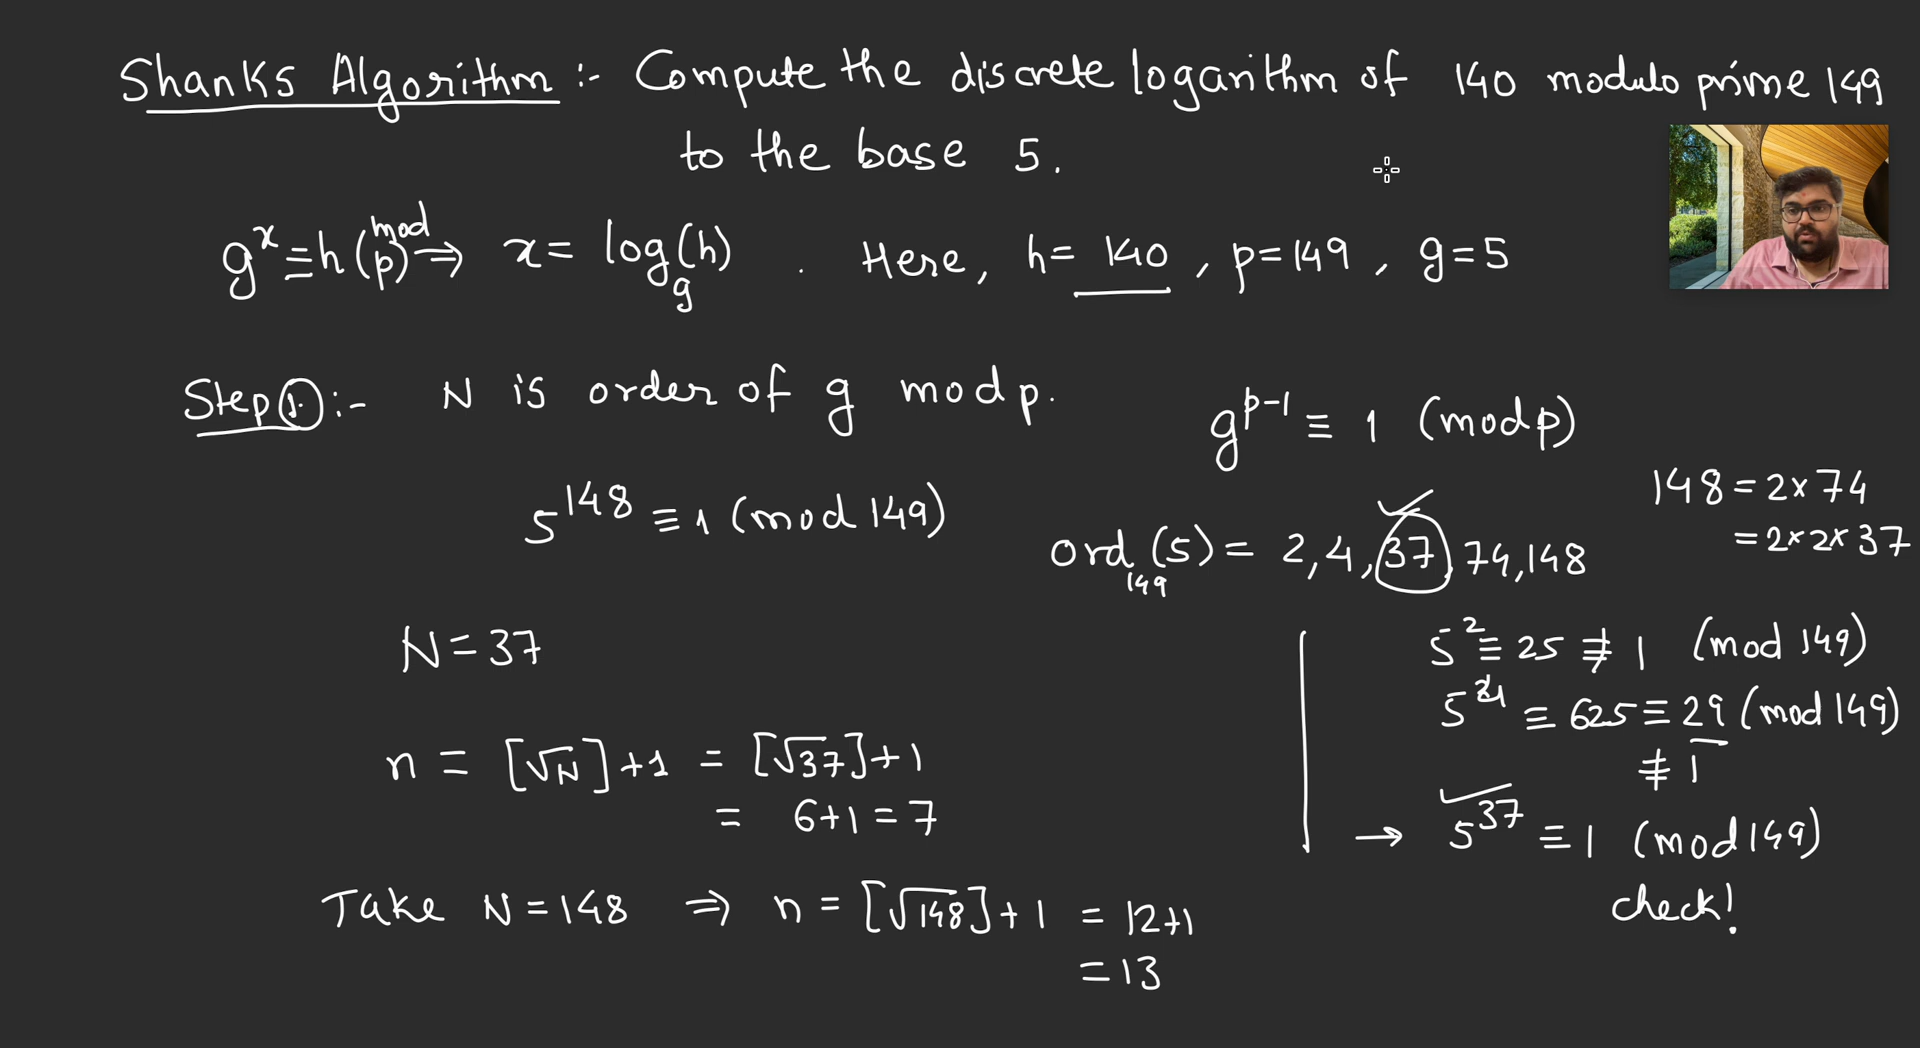 Shanks Algorithm :- Compute the discrete logarithm of 140 modulo prime 149
to the base 5.
g^x ≡ h (mod p) ⇒ x = log_g(h) . Here, h = 140 , p = 149 , g = 5
Step ① :- N is order of g mod p.
g^{p-1} ≡ 1 (mod p)
5^{148} ≡ 1 (mod 149)
148 = 2 × 74
= 2 × 2 × 37
ord_{149}(5) = 2, 4, 37, 74, 148
N = 37
5^2 ≡ 25 ≢ 1 (mod 149)
5^4 ≡ 625 ≡ 29 (mod 149)
≢ 1
n = [√N] + 1 = [√37] + 1
= 6 + 1 = 7
→ 5^{37} ≡ 1 (mod 149)
check!
Take N = 148 ⇒ n = [√148] + 1 = 12 + 1
= 13